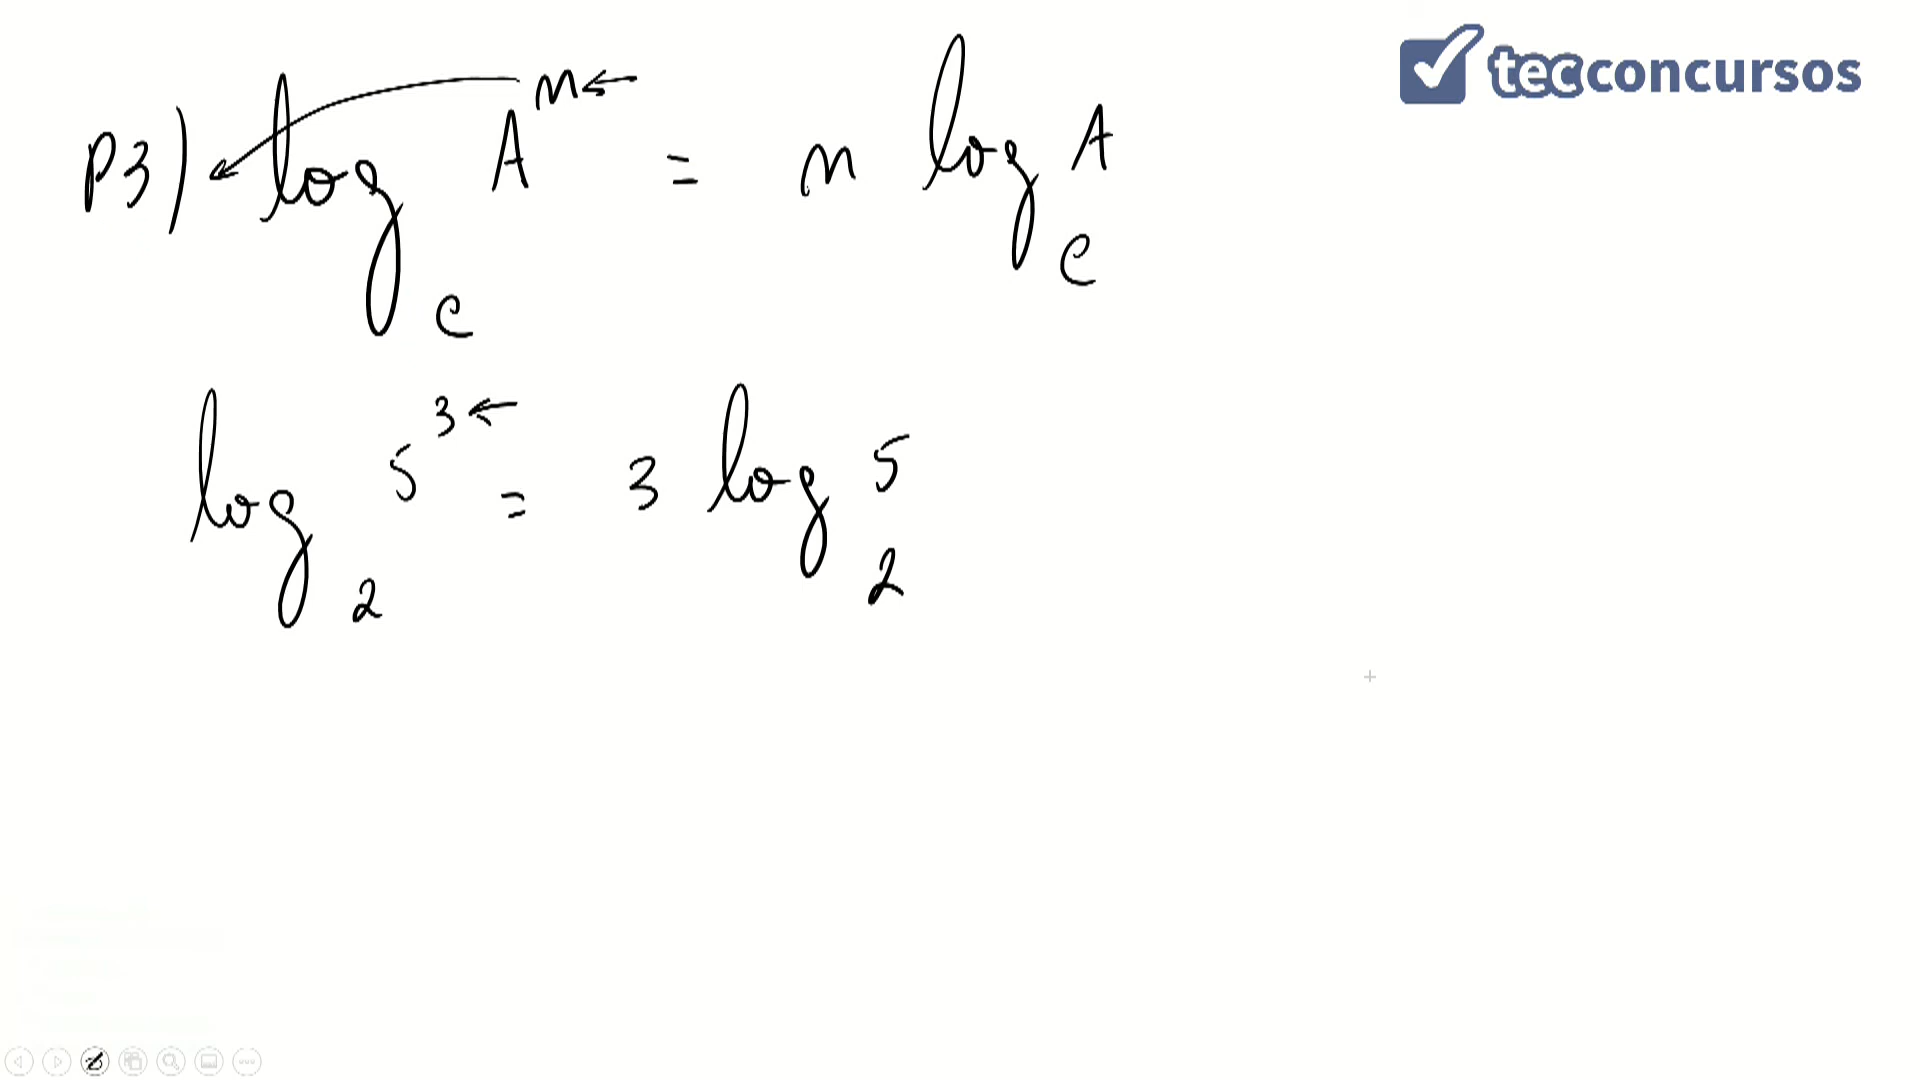 tecconcursos
P3) log_C A^n = n log_C A
log_2 5^3 = 3 log_2 5